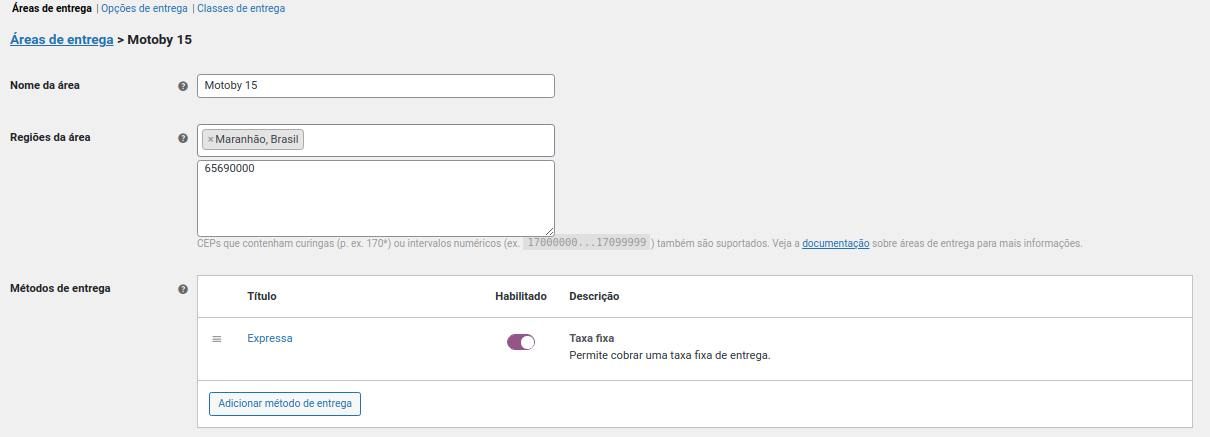 Áreas de entrega | Opções de entrega | Classes de entrega
Áreas de entrega > Motoby 15
Nome da área
Motoby 15
Regiões da área
× Maranhão, Brasil
65690000
CEPs que contenham curingas (p. ex. 170*) ou intervalos numéricos (ex. 17000000...17099999 ) também são suportados. Veja a documentação sobre áreas de entrega para mais informações.
Métodos de entrega
Título Habilitado Descrição
Expressa Taxa fixa
Permite cobrar uma taxa fixa de entrega.
Adicionar método de entrega